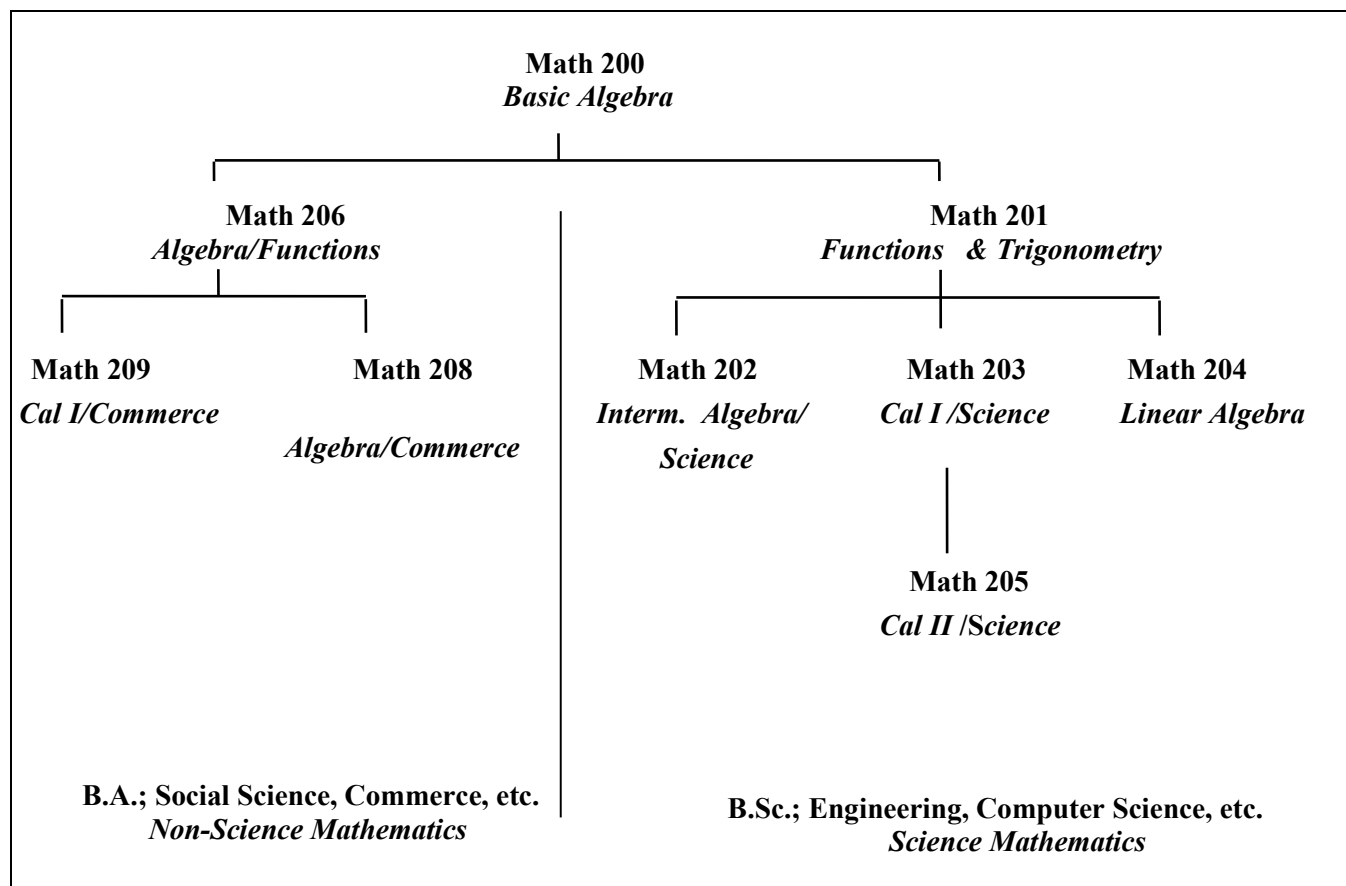 Math 200
Basic Algebra
Math 206
Algebra/Functions
Math 201
Functions & Trigonometry
Math 209
Cal I/Commerce
Math 208
Algebra/Commerce
Math 202
Interm. Algebra/
Science
Math 203
Cal I /Science
Math 204
Linear Algebra
Math 205
Cal II /Science
B.A.; Social Science, Commerce, etc.
Non-Science Mathematics
B.Sc.; Engineering, Computer Science, etc.
Science Mathematics